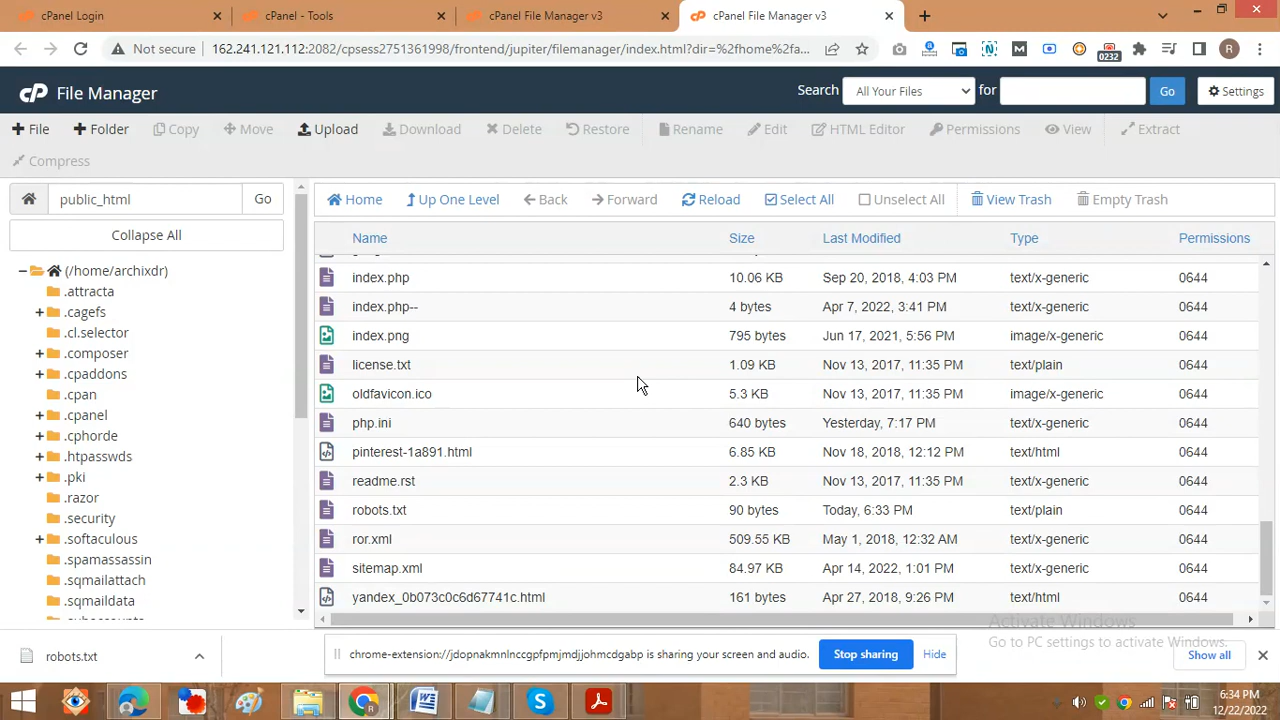 cPanel Login
cPanel - Tools
cPanel File Manager v3
cPanel File Manager v3
Not secure
162.241.121.112:2082/cpsess2751361998/frontend/jupiter/filemanager/index.html?dir=%2fhome%2fa...
0232
R
cP File Manager
Search
All Your Files
for
Go
Settings
File
Folder
Copy
Move
Upload
Download
Delete
Restore
Rename
Edit
HTML Editor
Permissions
View
Extract
Compress
public_html
Go
Collapse All
Home
Up One Level
Back
Forward
Reload
Select All
Unselect All
View Trash
Empty Trash
Name Size Last Modified Type Permissions
index.php 10.06 KB Sep 20, 2018, 4:03 PM text/x-generic 0644
index.php-- 4 bytes Apr 7, 2022, 3:41 PM text/x-generic 0644
index.png 795 bytes Jun 17, 2021, 5:56 PM image/x-generic 0644
license.txt 1.09 KB Nov 13, 2017, 11:35 PM text/plain 0644
oldfavicon.ico 5.3 KB Nov 13, 2017, 11:35 PM image/x-generic 0644
php.ini 640 bytes Yesterday, 7:17 PM text/x-generic 0644
pinterest-1a891.html 6.85 KB Nov 18, 2018, 12:12 PM text/html 0644
readme.rst 2.3 KB Nov 13, 2017, 11:35 PM text/x-generic 0644
robots.txt 90 bytes Today, 6:33 PM text/plain 0644
ror.xml 509.55 KB May 1, 2018, 12:32 AM text/x-generic 0644
sitemap.xml 84.97 KB Apr 14, 2022, 1:01 PM text/x-generic 0644
yandex_0b073c0c6d67741c.html 161 bytes Apr 27, 2018, 9:26 PM text/html 0644
(/home/archixdr)
.attracta
.cagefs
.cl.selector
.composer
.cpaddons
.cpan
.cpanel
.cphorde
.htpasswds
.pki
.razor
.security
.softaculous
.spamassassin
.sqmailattach
.sqmaildata
Activate Windows
Go to PC settings to activate Windows.
robots.txt
chrome-extension://jdopnakmnlnccgpfpmjmdjjohmcdgabp is sharing your screen and audio.
Stop sharing
Hide
Show all
6:34 PM
12/22/2022